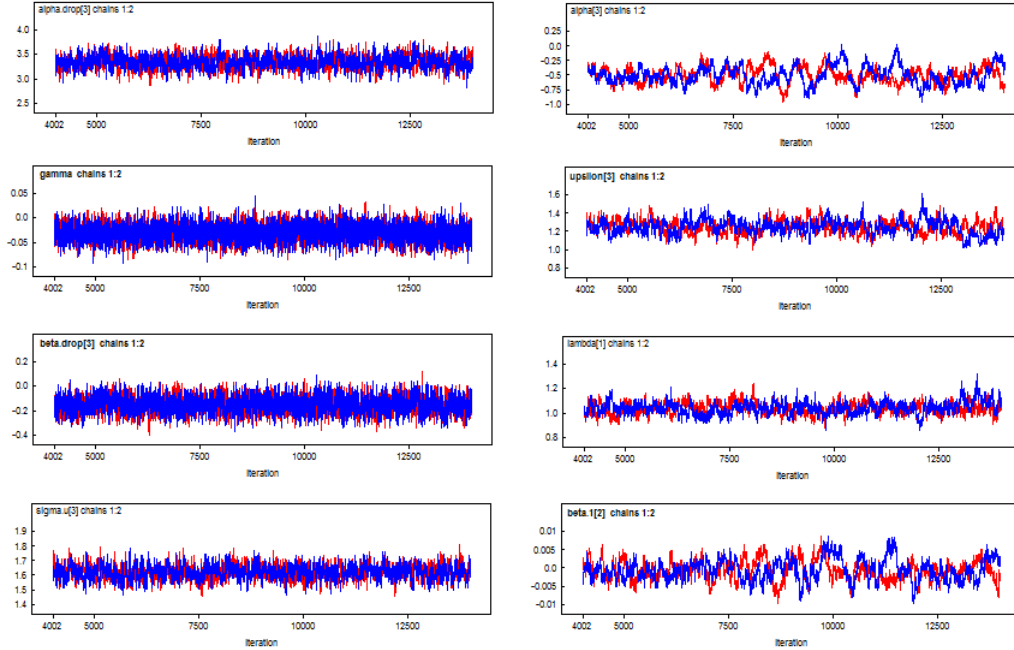 alpha.drop[3] chains 1:2
4.0
3.5
3.0
2.5
4002 5000 7500 10000 12500
Iteration
alpha[3] chains 1:2
0.25
0.0
-0.25
-0.5
-0.75
-1.0
4002 5000 7500 10000 12500
Iteration
gamma chains 1:2
0.05
0.0
-0.05
-0.1
4002 5000 7500 10000 12500
Iteration
upsilon[3] chains 1:2
1.6
1.4
1.2
1.0
0.8
4002 5000 7500 10000 12500
Iteration
beta.drop[3] chains 1:2
0.2
0.0
-0.2
-0.4
4002 5000 7500 10000 12500
Iteration
lambda[1] chains 1:2
1.4
1.2
1.0
0.8
4002 5000 7500 10000 12500
Iteration
sigma.u[3] chains 1:2
1.9
1.8
1.7
1.6
1.5
1.4
4002 5000 7500 10000 12500
Iteration
beta.1[2] chains 1:2
0.01
0.005
0.0
-0.005
-0.01
4002 5000 7500 10000 12500
Iteration